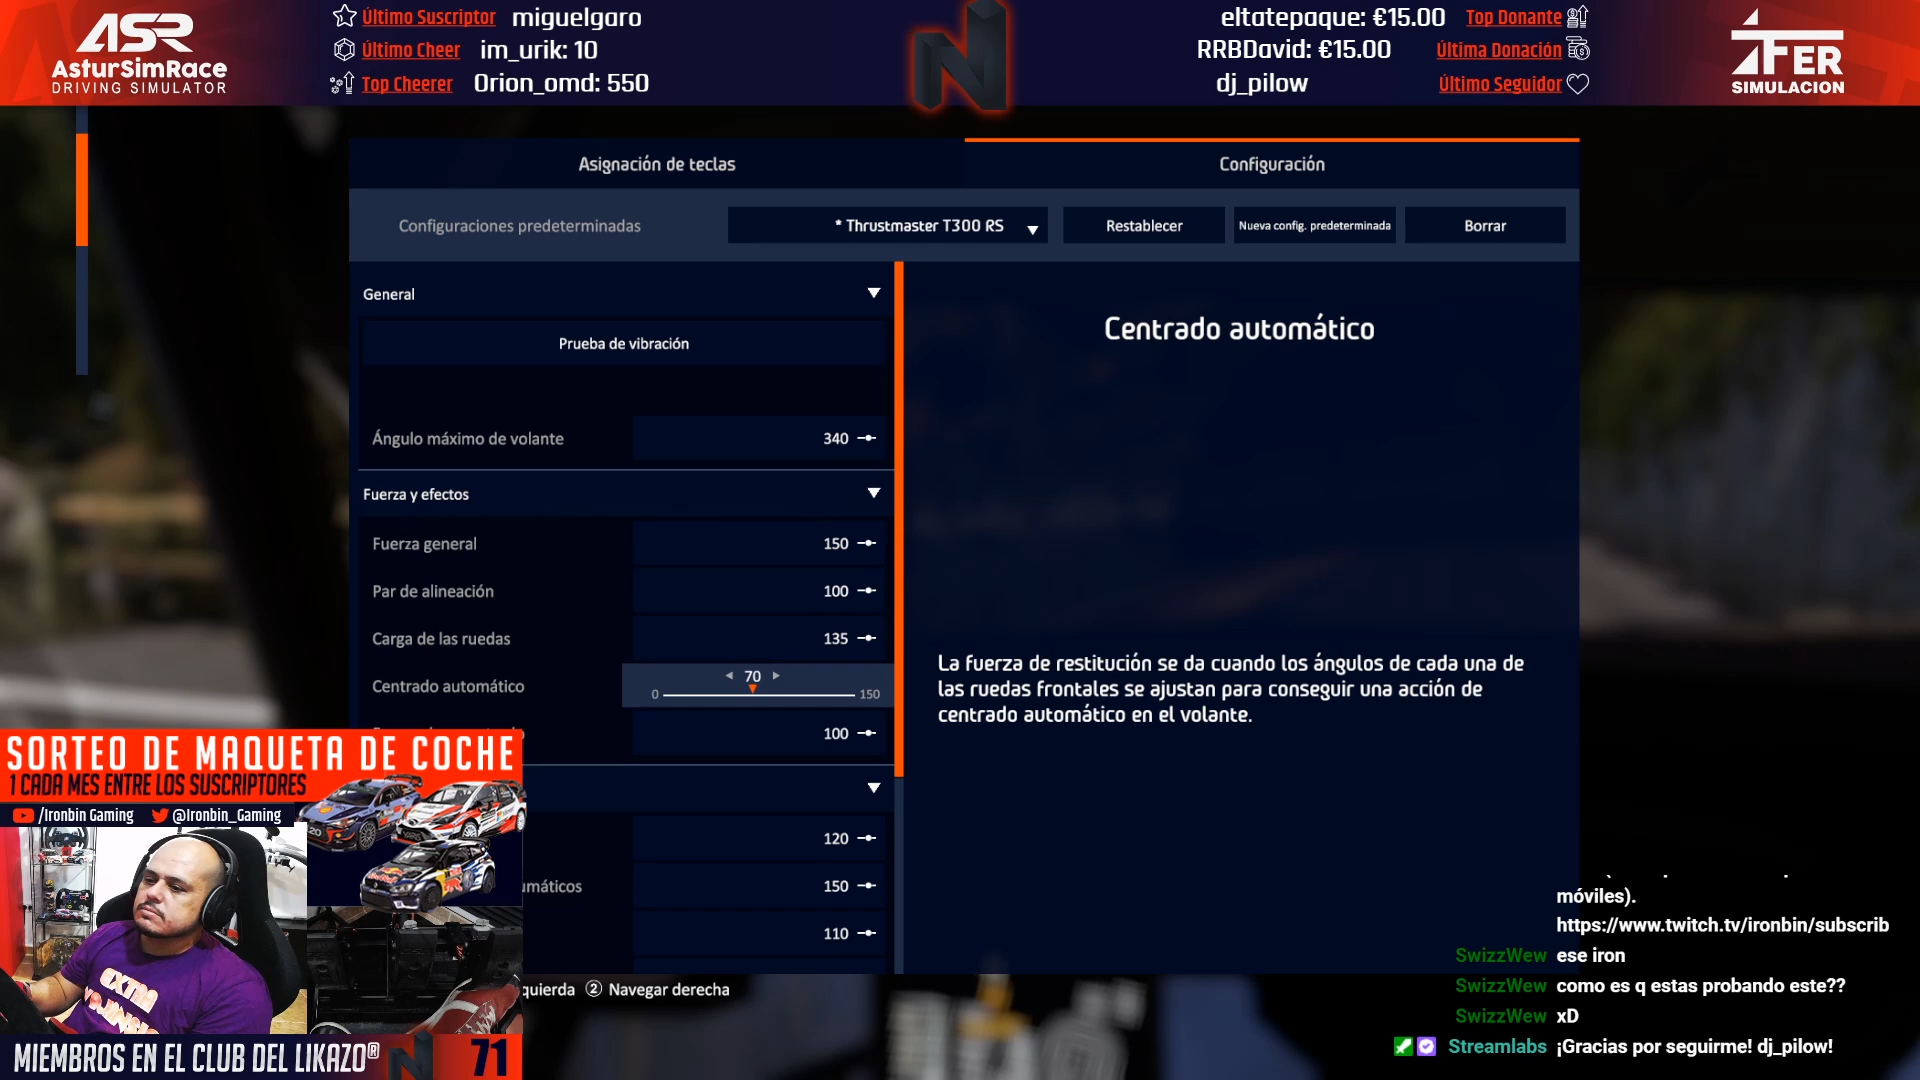 ASR
AsturSimRace
DRIVING SIMULATOR
Último Suscriptor miguelgaro
Último Cheer im_urik: 10
Top Cheerer Orion_omd: 550
eltatepaque: €15.00 Top Donante
RRBDavid: €15.00 Última Donación
dj_pilow Último Seguidor
FER
SIMULACION
Asignación de teclas
Configuración
Configuraciones predeterminadas
* Thrustmaster T300 RS
Restablecer
Nueva config. predeterminada
Borrar
General
Prueba de vibración
Ángulo máximo de volante 340
Fuerza y efectos
Fuerza general 150
Par de alineación 100
Carga de las ruedas 135
Centrado automático 70
0 150
100
120
umáticos 150
110
Centrado automático
La fuerza de restitución se da cuando los ángulos de cada una de
las ruedas frontales se ajustan para conseguir una acción de
centrado automático en el volante.
quierda 2 Navegar derecha
SORTEO DE MAQUETA DE COCHE
1 CADA MES ENTRE LOS SUSCRIPTORES
/Ironbin Gaming @Ironbin_Gaming
EXTRA
MIEMBROS EN EL CLUB DEL LIKAZO® 71
móviles).
https://www.twitch.tv/ironbin/subscrib
SwizzWew ese iron
SwizzWew como es q estas probando este??
SwizzWew xD
Streamlabs ¡Gracias por seguirme! dj_pilow!